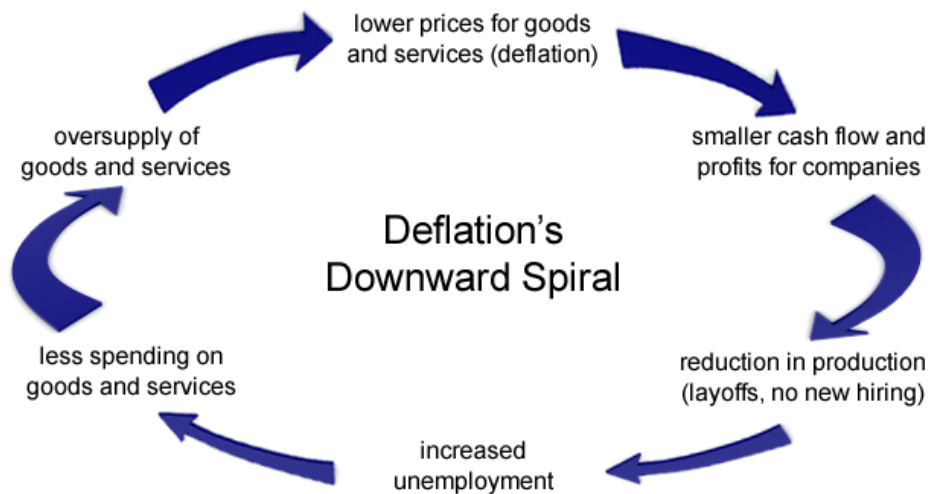 lower prices for goods
and services (deflation)
smaller cash flow and
profits for companies
reduction in production
(layoffs, no new hiring)
increased
unemployment
less spending on
goods and services
oversupply of
goods and services
Deflation's
Downward Spiral